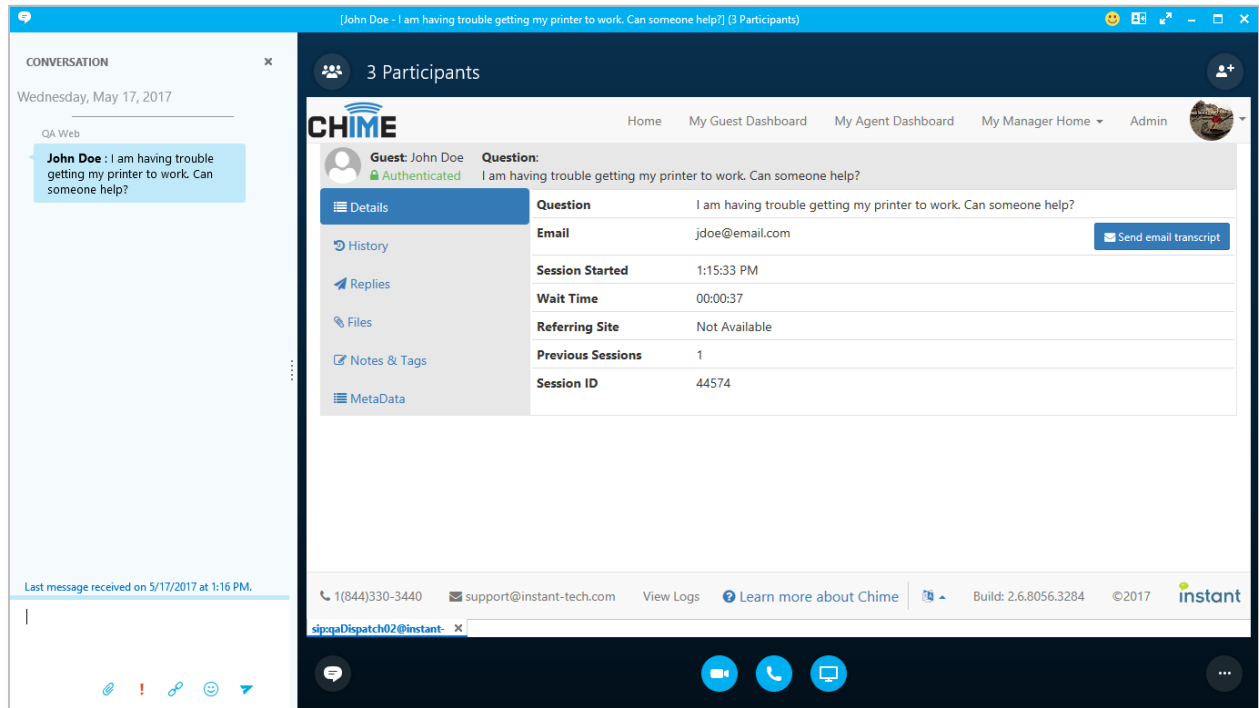 [John Doe - I am having trouble getting my printer to work. Can someone help?] (3 Participants)
CONVERSATION
Wednesday, May 17, 2017
QA Web
John Doe : I am having trouble
getting my printer to work. Can
someone help?
Last message received on 5/17/2017 at 1:16 PM.
3 Participants
CHIME
Home My Guest Dashboard My Agent Dashboard My Manager Home Admin
Guest: John Doe Question:
Authenticated I am having trouble getting my printer to work. Can someone help?
Details
History
Replies
Files
Notes & Tags
MetaData
Question I am having trouble getting my printer to work. Can someone help?
Email jdoe@email.com Send email transcript
Session Started 1:15:33 PM
Wait Time 00:00:37
Referring Site Not Available
Previous Sessions 1
Session ID 44574
1(844)330-3440 support@instant-tech.com View Logs Learn more about Chime Build: 2.6.8056.3284 ©2017 instant
sip:qaDispatch02@instant-